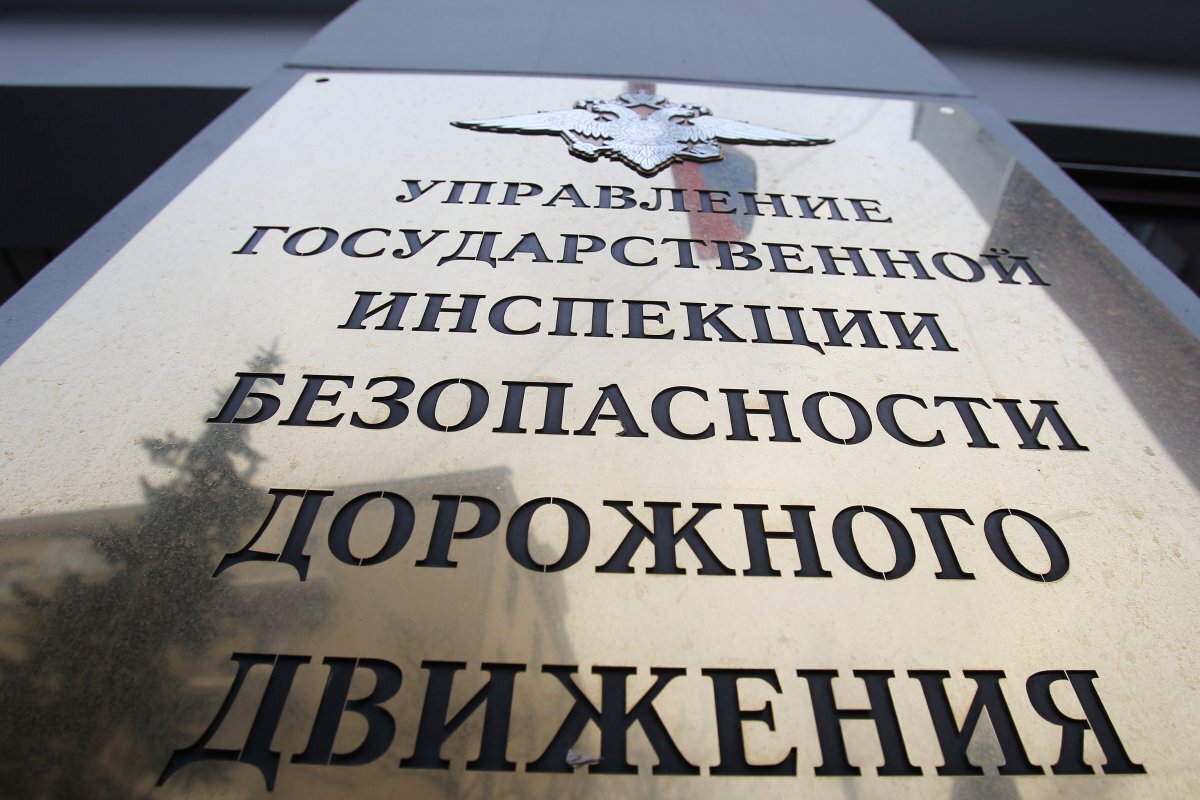 УПРАВЛЕНИЕ
ГОСУДАРСТВЕННОЙ
ИНСПЕКЦИИ
БЕЗОПАСНОСТИ
ДОРОЖНОГО
ДВИЖЕНИЯ